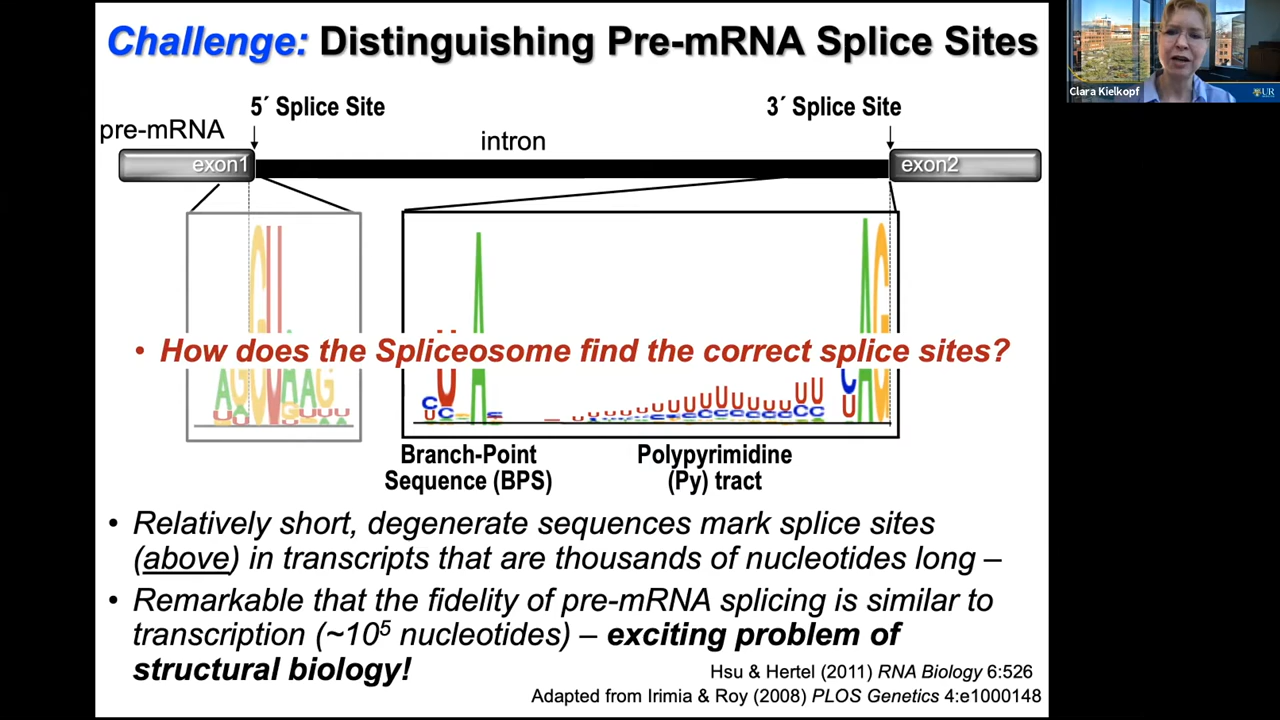 Challenge: Distinguishing Pre-mRNA Splice Sites
Clara Kielkopf
UR
5´ Splice Site
3´ Splice Site
pre-mRNA
intron
exon1
exon2
• How does the Spliceosome find the correct splice sites?
Branch-Point
Sequence (BPS)
Polypyrimidine
(Py) tract
• Relatively short, degenerate sequences mark splice sites
(above) in transcripts that are thousands of nucleotides long –
• Remarkable that the fidelity of pre-mRNA splicing is similar to
transcription (~10⁵ nucleotides) – exciting problem of
structural biology!
Hsu & Hertel (2011) RNA Biology 6:526
Adapted from Irimia & Roy (2008) PLOS Genetics 4:e1000148